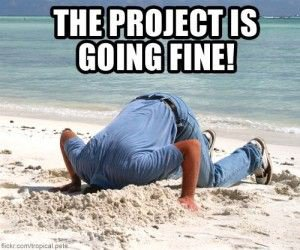 THE PROJECT IS
GOING FINE!
flickr.com/tropical.pete